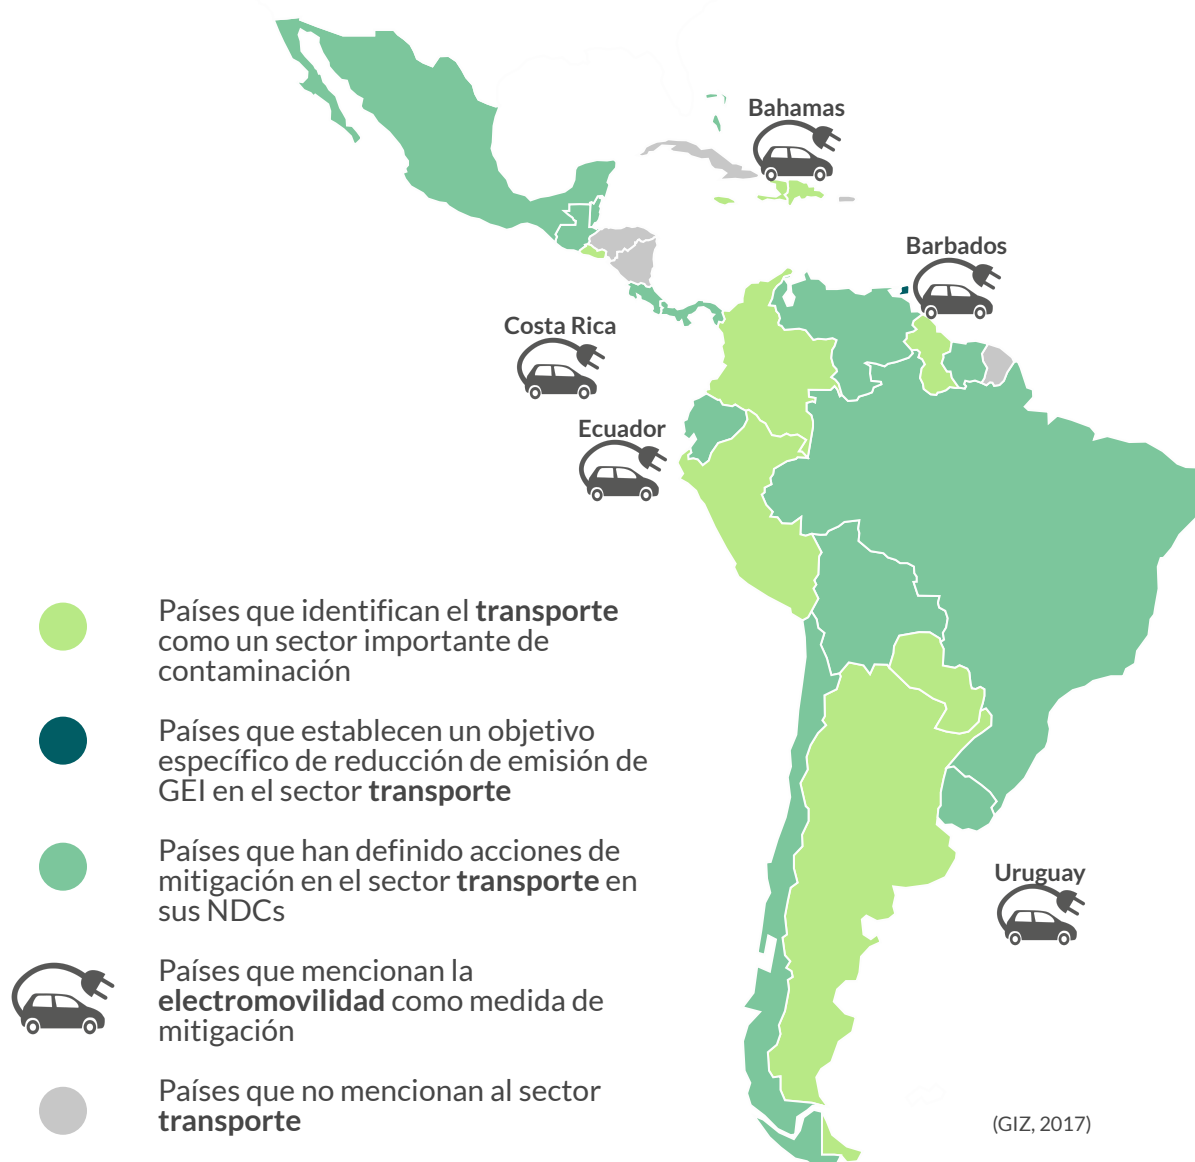 Bahamas
Barbados
Costa Rica
Ecuador
Países que identifican el transporte
como un sector importante de
contaminación
Países que establecen un objetivo
específico de reducción de emisión de
GEI en el sector transporte
Países que han definido acciones de
mitigación en el sector transporte en
sus NDCs
Uruguay
Países que mencionan la
electromovilidad como medida de
mitigación
Países que no mencionan al sector
transporte
(GIZ, 2017)